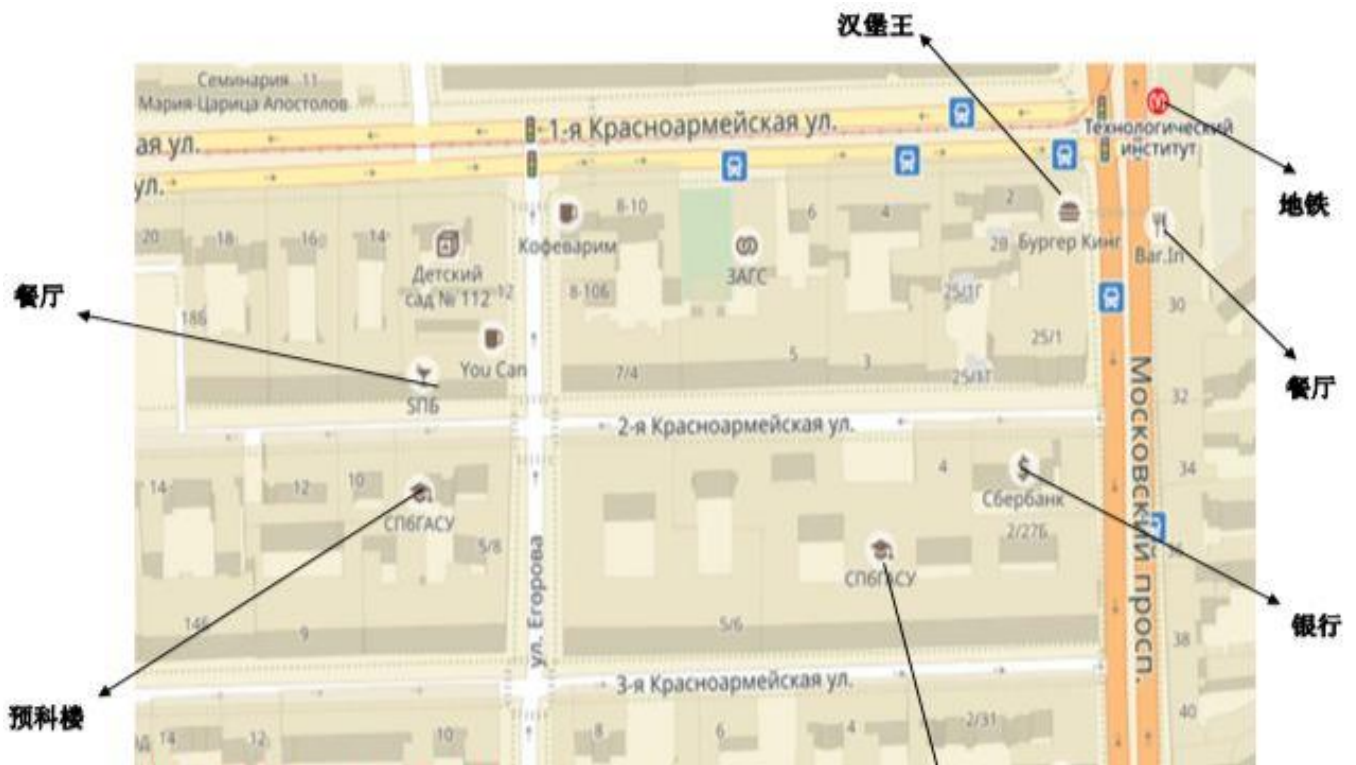 汉堡王
Семинария 11
Мария-Царица Апостолов
1-я Красноармейская ул.
ая ул.
ул.
Технологический
институт
地铁
20
18
16
14
Детский
сад № 112
12
Кофеварим
8-10
8-10б
ЗАГС
6
4
2
2В
Бургер Кинг
Bar.In
25/1Г
30
餐厅
18б
You Can
SПБ
7/4
5
3
25/1
25/1Г
32
餐厅
2-я Красноармейская ул.
14
12
10
СПбГАСУ
5/8
4
Сбербанк
2/27Б
34
СПбГАСУ
Московский просп.
ул. Егорова
14б
9
5/6
38
银行
预科楼
3-я Красноармейская ул.
14
12
10
8
6
4
2/31
40